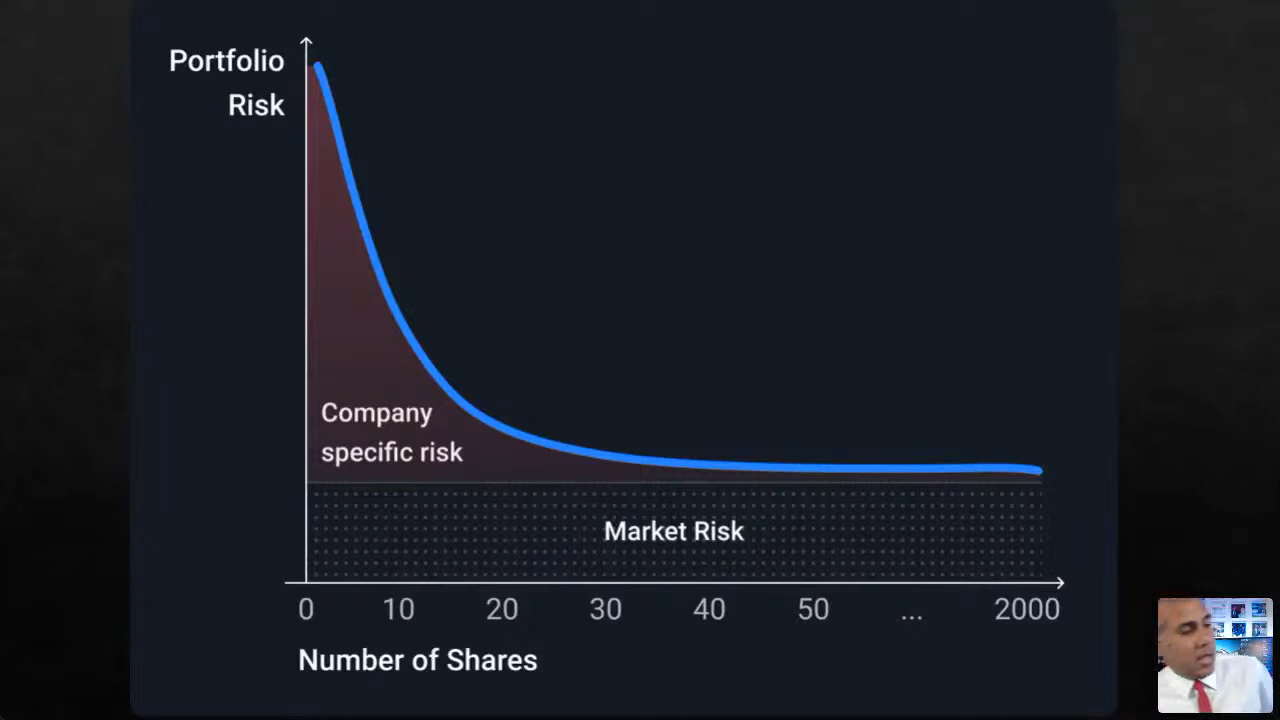 Portfolio
Risk
Company
specific risk
Market Risk
0 10 20 30 40 50 ... 2000
Number of Shares